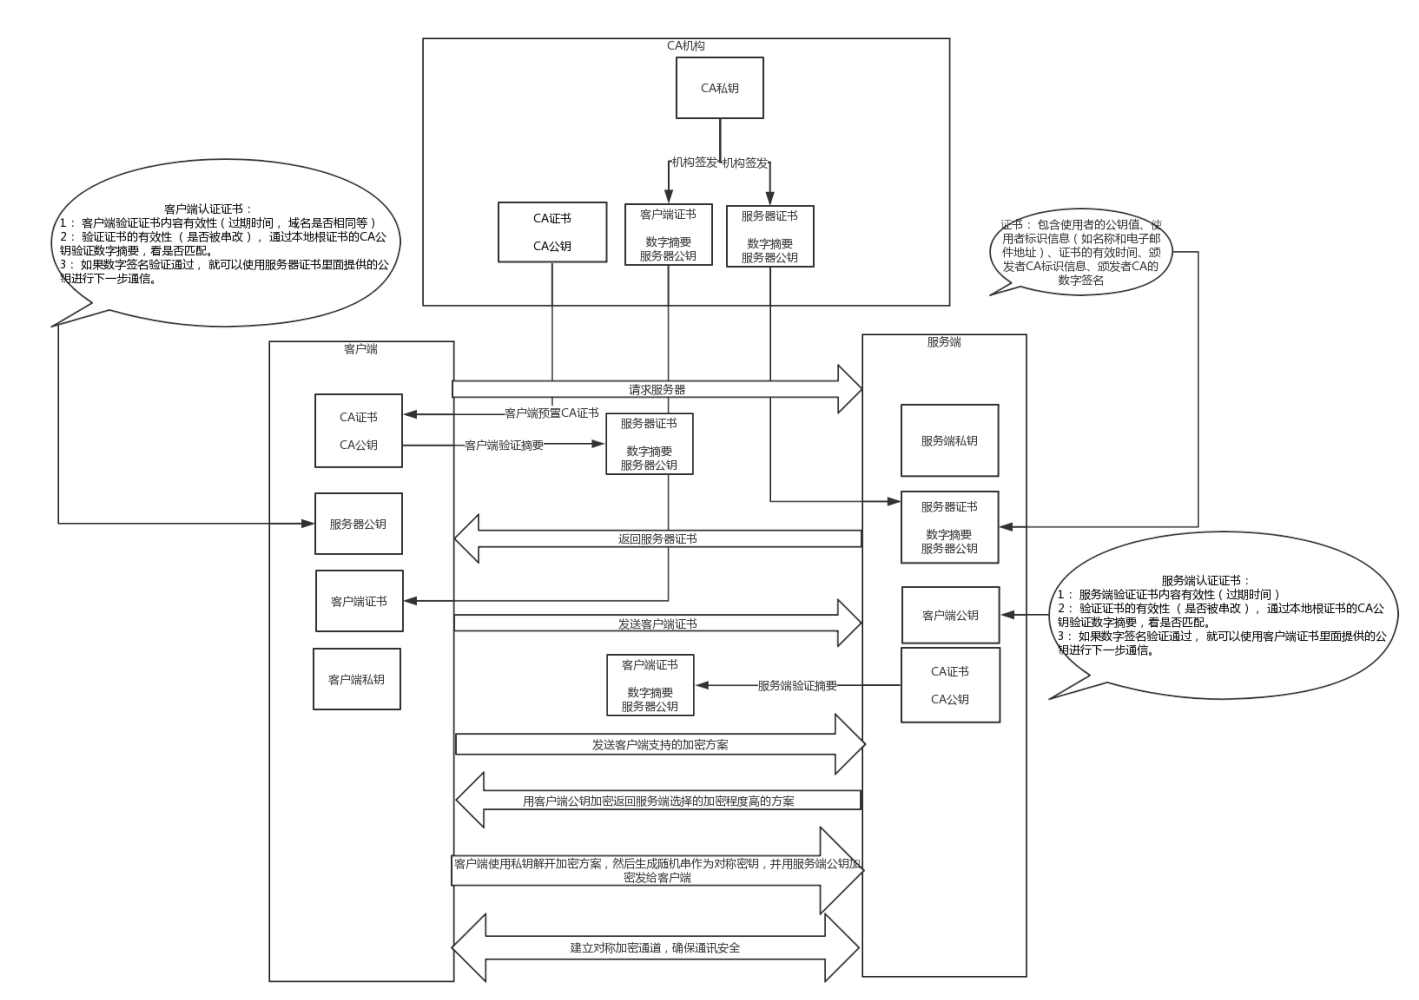 CA机构
CA私钥
机构签发
机构签发
CA证书
CA公钥
客户端证书
数字摘要
服务器公钥
服务器证书
数字摘要
服务器公钥
客户端认证证书：
1： 客户端验证证书内容有效性（过期时间，域名是否相同等）
2： 验证证书的有效性 （是否被串改），通过本地根证书的CA公
钥验证数字摘要，看是否匹配。
3： 如果数字签名验证通过， 就可以使用服务器证书里面提供的公
钥进行下一步通信。
证书： 包含使用者的公钥值、使
用者标识信息（如名称和电子邮
件地址）、证书的有效时间、颁
发者CA标识信息、颁发者CA的
数字签名
客户端
服务端
请求服务器
CA证书
CA公钥
客户端预置CA证书
客户端验证摘要
服务器证书
数字摘要
服务器公钥
服务端私钥
服务器公钥
返回服务器证书
服务器证书
数字摘要
服务器公钥
客户端证书
发送客户端证书
客户端公钥
服务端认证证书：
1： 服务端验证证书内容有效性（过期时间）
2： 验证证书的有效性 （是否被串改），通过本地根证书的CA公
钥验证数字摘要，看是否匹配。
3： 如果数字签名验证通过， 就可以使用客户端证书里面提供的公
钥进行下一步通信。
客户端私钥
客户端证书
数字摘要
服务器公钥
服务端验证摘要
CA证书
CA公钥
发送客户端支持的加密方案
用客户端公钥加密返回服务端选择的加密程度高的方案
客户端使用私钥解开加密方案，然后生成随机串作为对称密钥，并用服务端公钥加
密发给客户端
建立对称加密通道，确保通讯安全